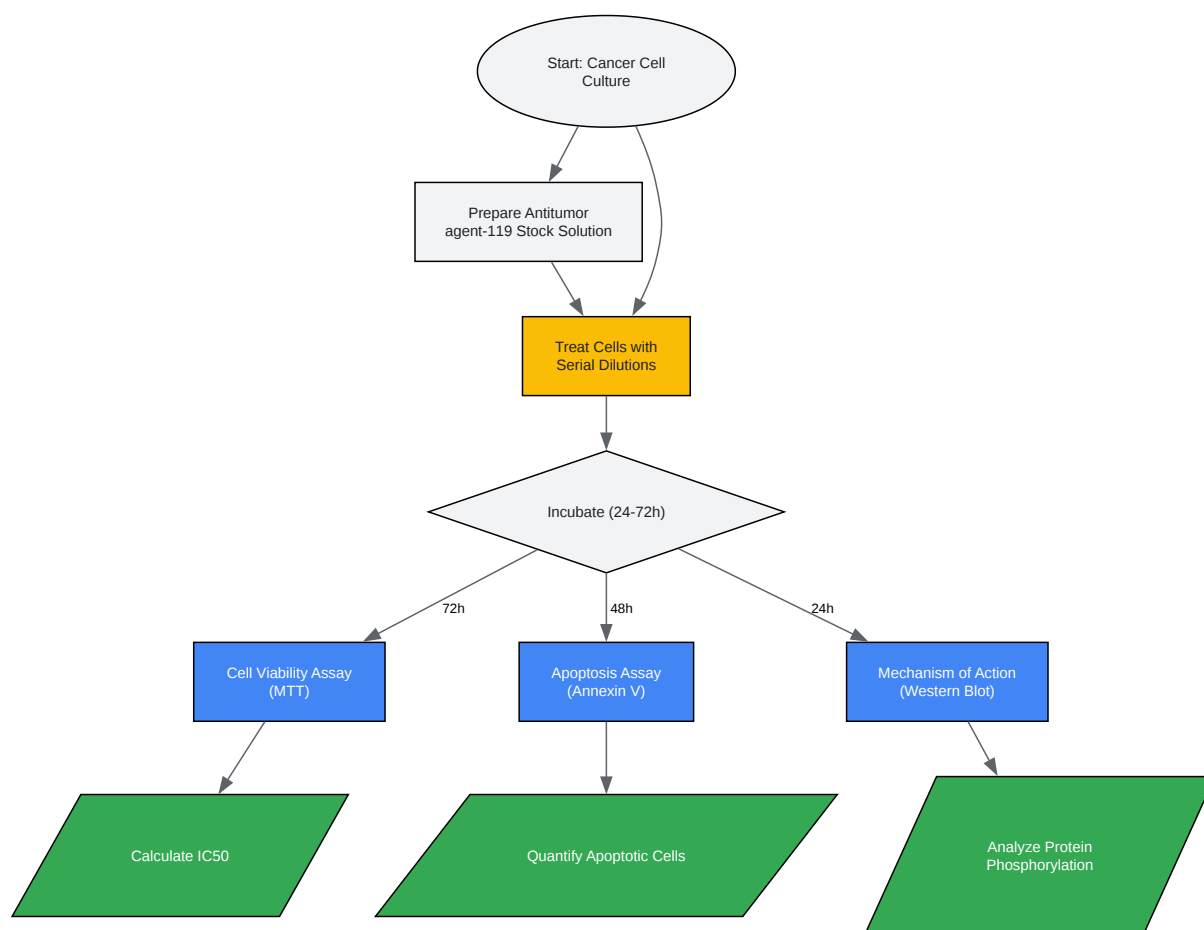 Start: Cancer Cell
Culture
Prepare Antitumor
agent-119 Stock Solution
Treat Cells with
Serial Dilutions
Incubate (24-72h)
72h
48h
24h
Cell Viability Assay
(MTT)
Apoptosis Assay
(Annexin V)
Mechanism of Action
(Western Blot)
Calculate IC50
Quantify Apoptotic Cells
Analyze Protein
Phosphorylation